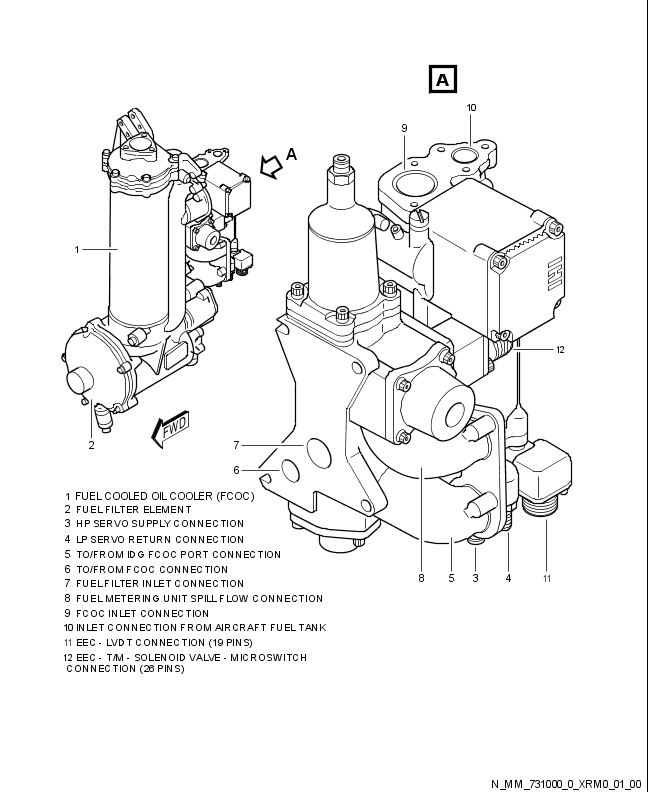 A
10
9
A
1
12
7
6
2
FWD
8 5 3 4 11
1 FUEL COOLED OIL COOLER (FCOC)
2 FUEL FILTER ELEMENT
3 HP SERVO SUPPLY CONNECTION
4 LP SERVO RETURN CONNECTION
5 TO/FROM IDG FCOC PORT CONNECTION
6 TO/FROM FCOC CONNECTION
7 FUEL FILTER INLET CONNECTION
8 FUEL METERING UNIT SPILL FLOW CONNECTION
9 FCOC INLET CONNECTION
10 INLET CONNECTION FROM AIRCRAFT FUEL TANK
11 EEC - LVDT CONNECTION (19 PINS)
12 EEC - T/M - SOLENOID VALVE - MICROSWITCH
CONNECTION (26 PINS)
N_MM_731000_0_XRM0_01_00